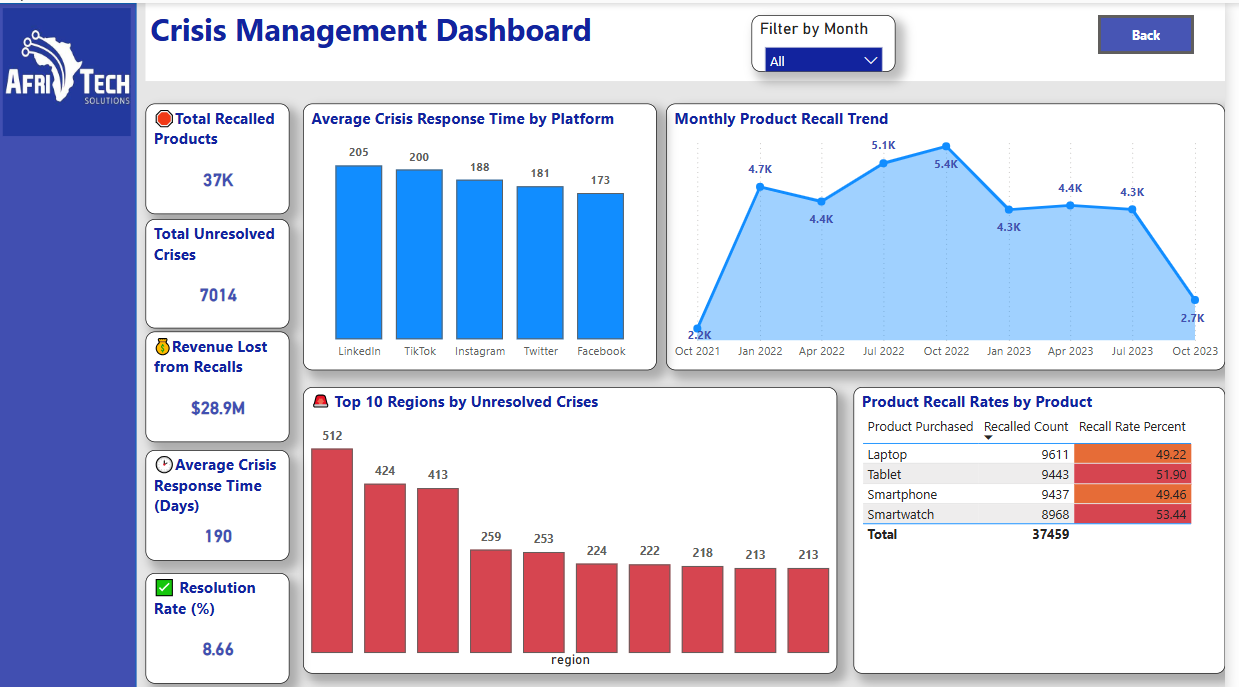 AFRI TECH
SOLUTIONS
Crisis Management Dashboard
Filter by Month
All
Back
Total Recalled
Products
37K
Total Unresolved
Crises
7014
Revenue Lost
from Recalls
$28.9M
Average Crisis
Response Time
(Days)
190
Resolution
Rate (%)
8.66
Average Crisis Response Time by Platform
205 200 188 181 173
LinkedIn TikTok Instagram Twitter Facebook
Monthly Product Recall Trend
2.2K 4.7K 4.4K 5.1K 5.4K 4.3K 4.4K 4.3K 2.7K
Oct 2021 Jan 2022 Apr 2022 Jul 2022 Oct 2022 Jan 2023 Apr 2023 Jul 2023 Oct 2023
Top 10 Regions by Unresolved Crises
512 424 413 259 253 224 222 218 213 213
region
Product Recall Rates by Product
Product Purchased Recalled Count Recall Rate Percent
Laptop 9611 49.22
Tablet 9443 51.90
Smartphone 9437 49.46
Smartwatch 8968 53.44
Total 37459